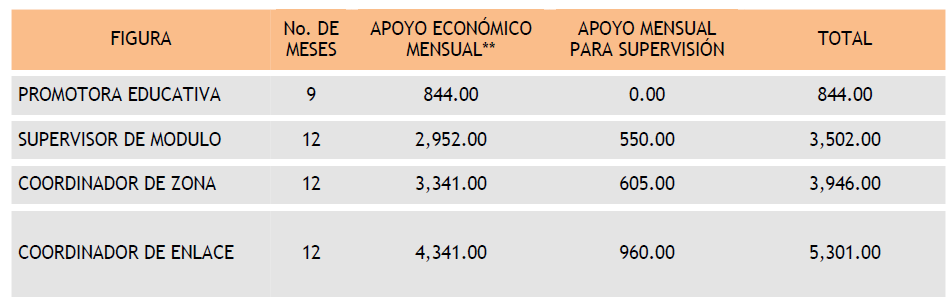 FIGURA No. DE MESES APOYO ECONÓMICO MENSUAL** APOYO MENSUAL PARA SUPERVISIÓN TOTAL
PROMOTORA EDUCATIVA 9 844.00 0.00 844.00
SUPERVISOR DE MODULO 12 2,952.00 550.00 3,502.00
COORDINADOR DE ZONA 12 3,341.00 605.00 3,946.00
COORDINADOR DE ENLACE 12 4,341.00 960.00 5,301.00